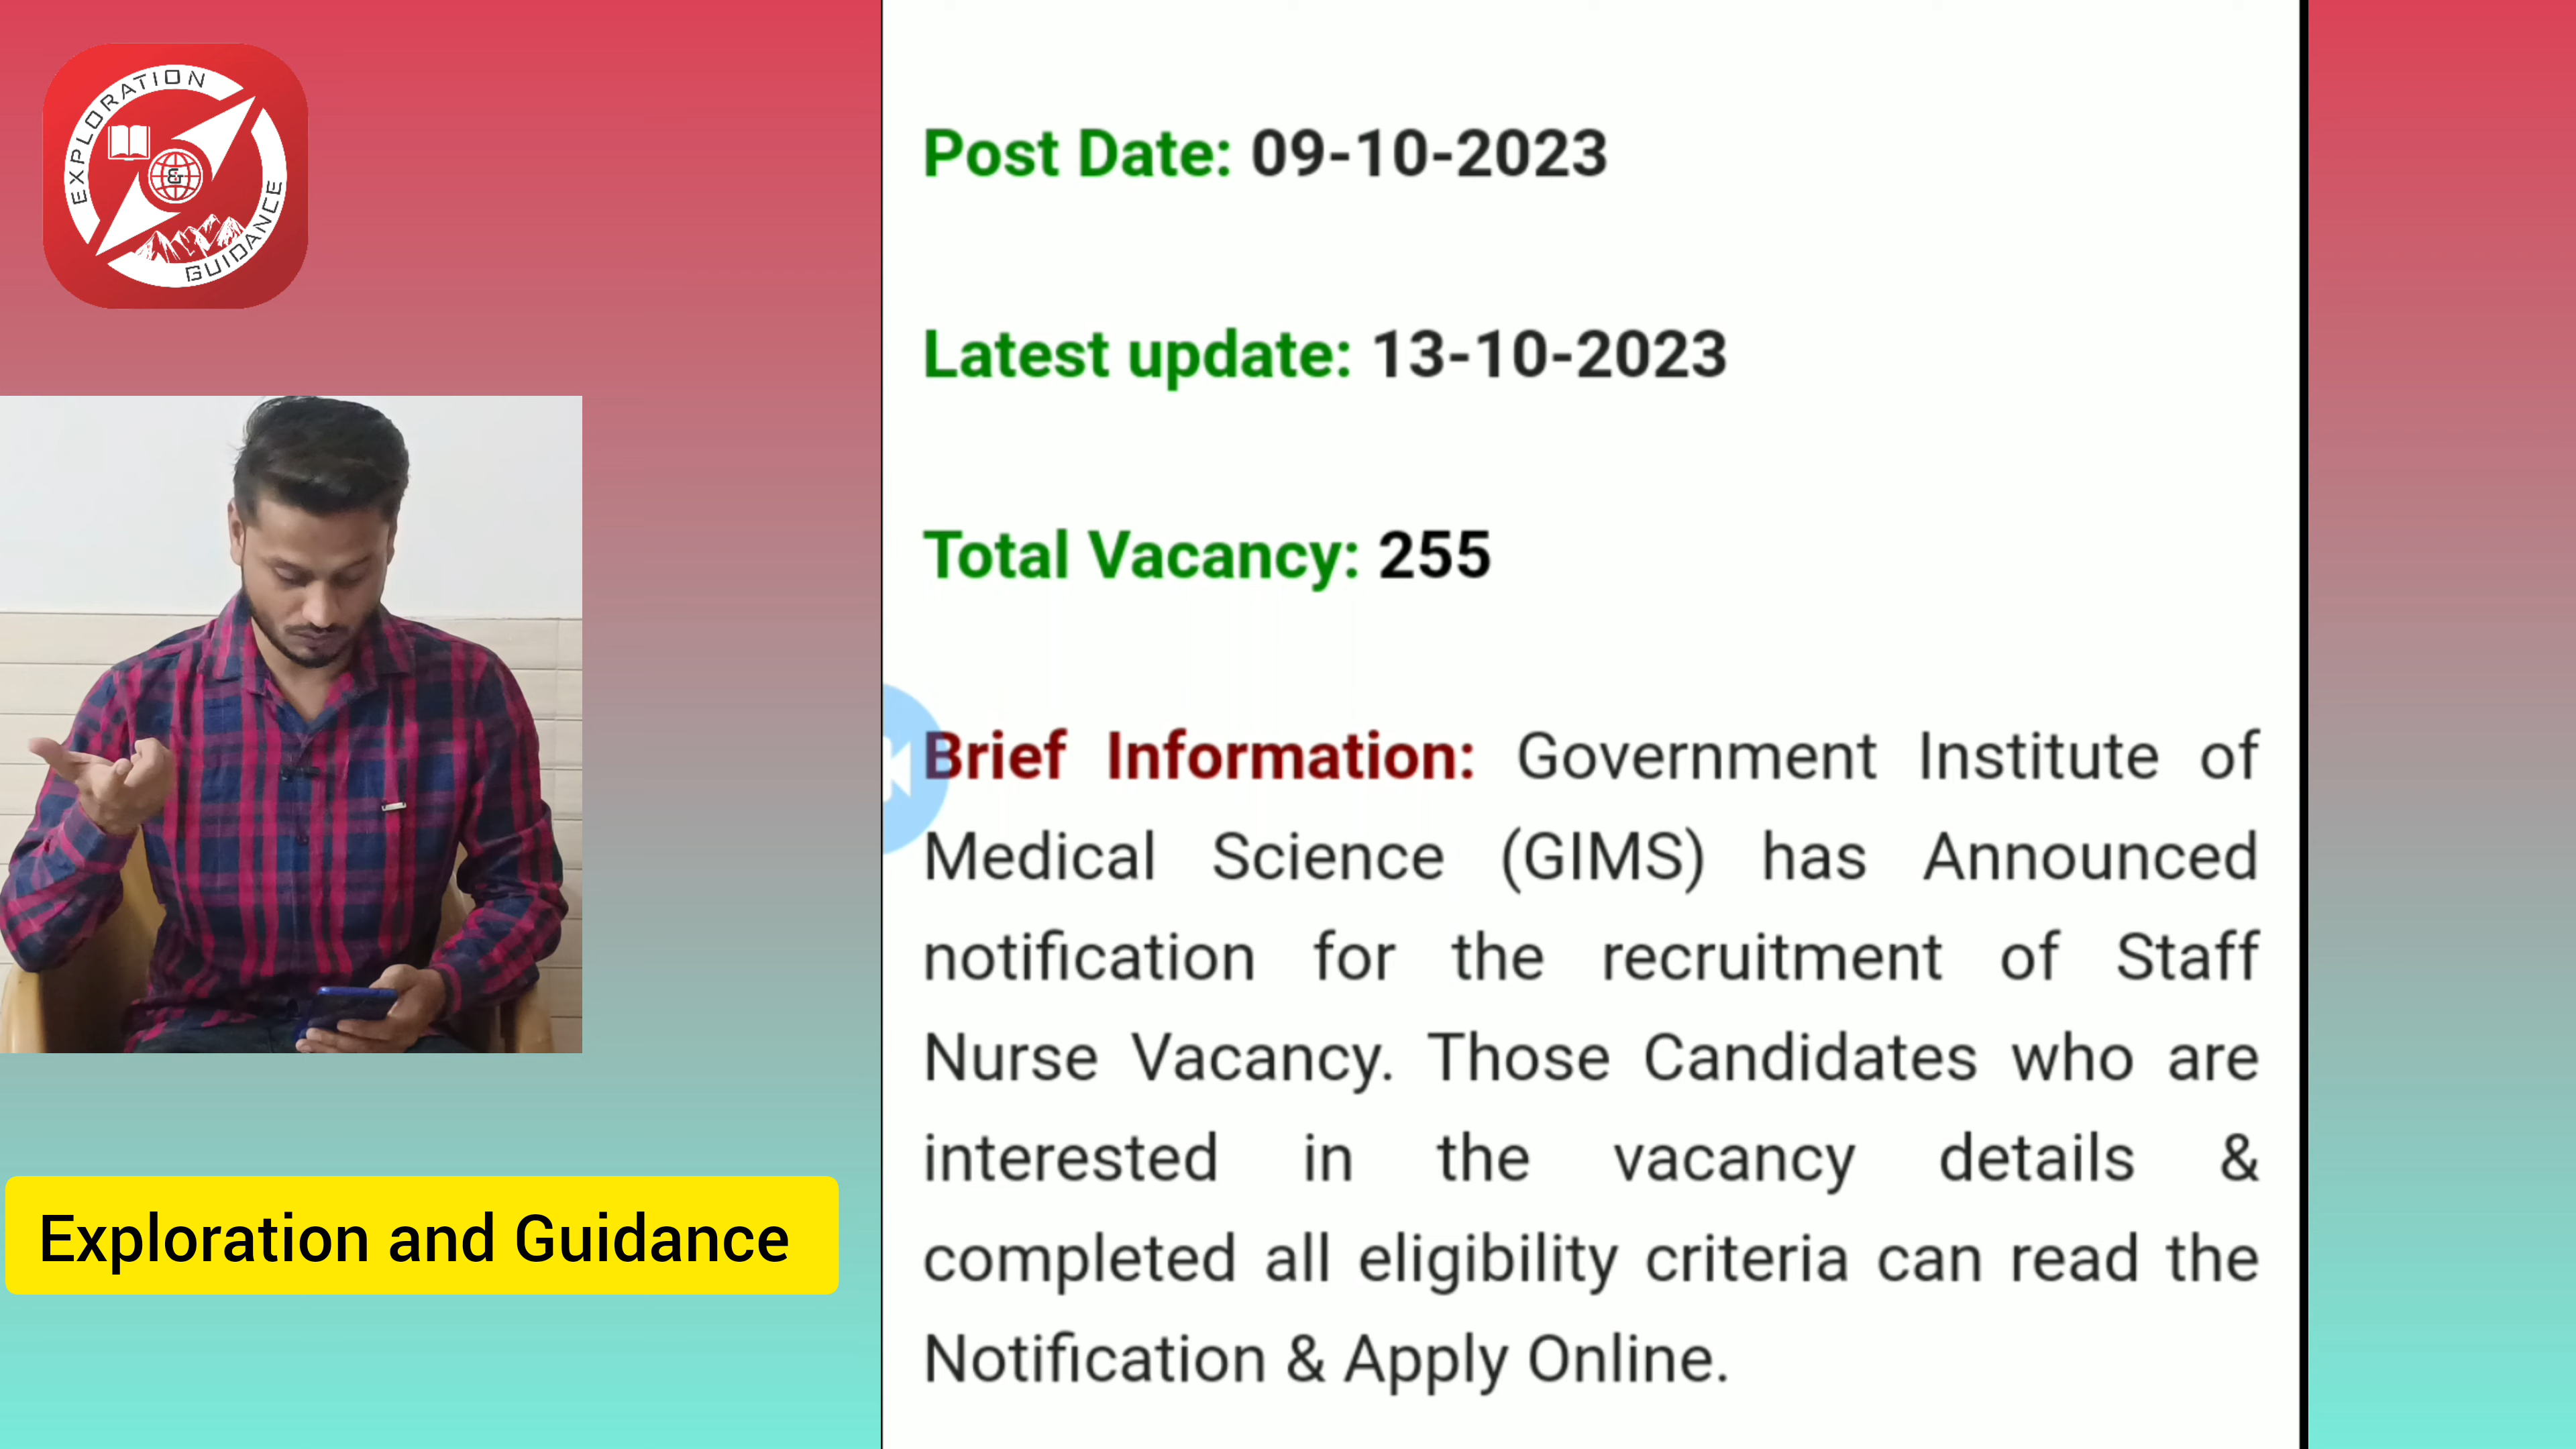 EXPLORATION
&
GUIDANCE
Post Date: 09-10-2023
Latest update: 13-10-2023
Total Vacancy: 255
Brief Information: Government Institute of
Medical Science (GIMS) has Announced
notification for the recruitment of Staff
Nurse Vacancy. Those Candidates who are
interested in the vacancy details &
completed all eligibility criteria can read the
Notification & Apply Online.
Exploration and Guidance